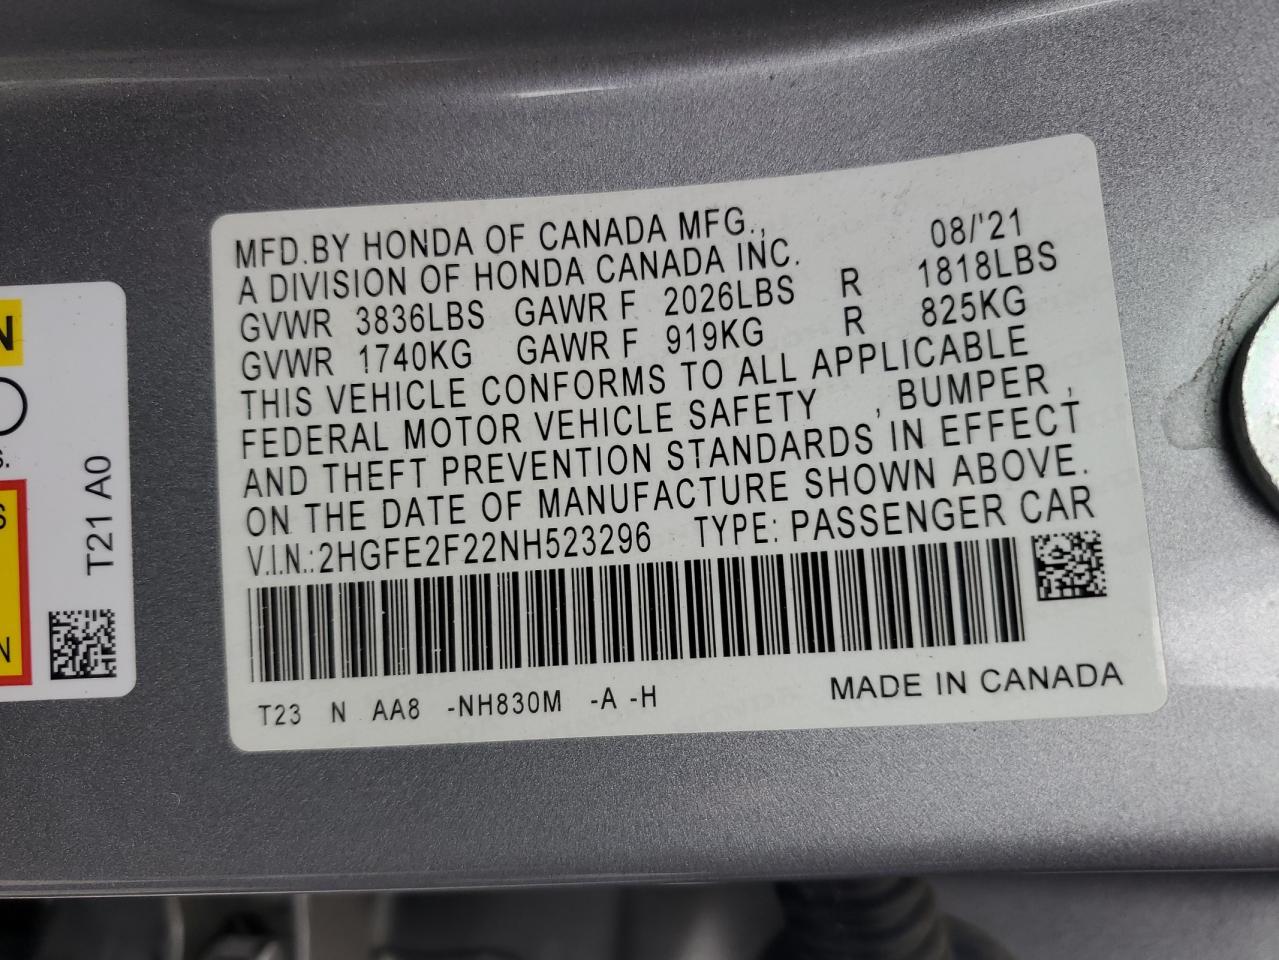 MFD.BY HONDA OF CANADA MFG., 08/'21
A DIVISION OF HONDA CANADA INC.
GVWR 3836LBS GAWR F 2026LBS R 1818LBS
GVWR 1740KG GAWR F 919KG R 825KG
THIS VEHICLE CONFORMS TO ALL APPLICABLE
FEDERAL MOTOR VEHICLE SAFETY , BUMPER ,
AND THEFT PREVENTION STANDARDS IN EFFECT
ON THE DATE OF MANUFACTURE SHOWN ABOVE.
V.I.N.:2HGFE2F22NH523296 TYPE: PASSENGER CAR
T23 N AA8 -NH830M -A -H MADE IN CANADA
T21 A0